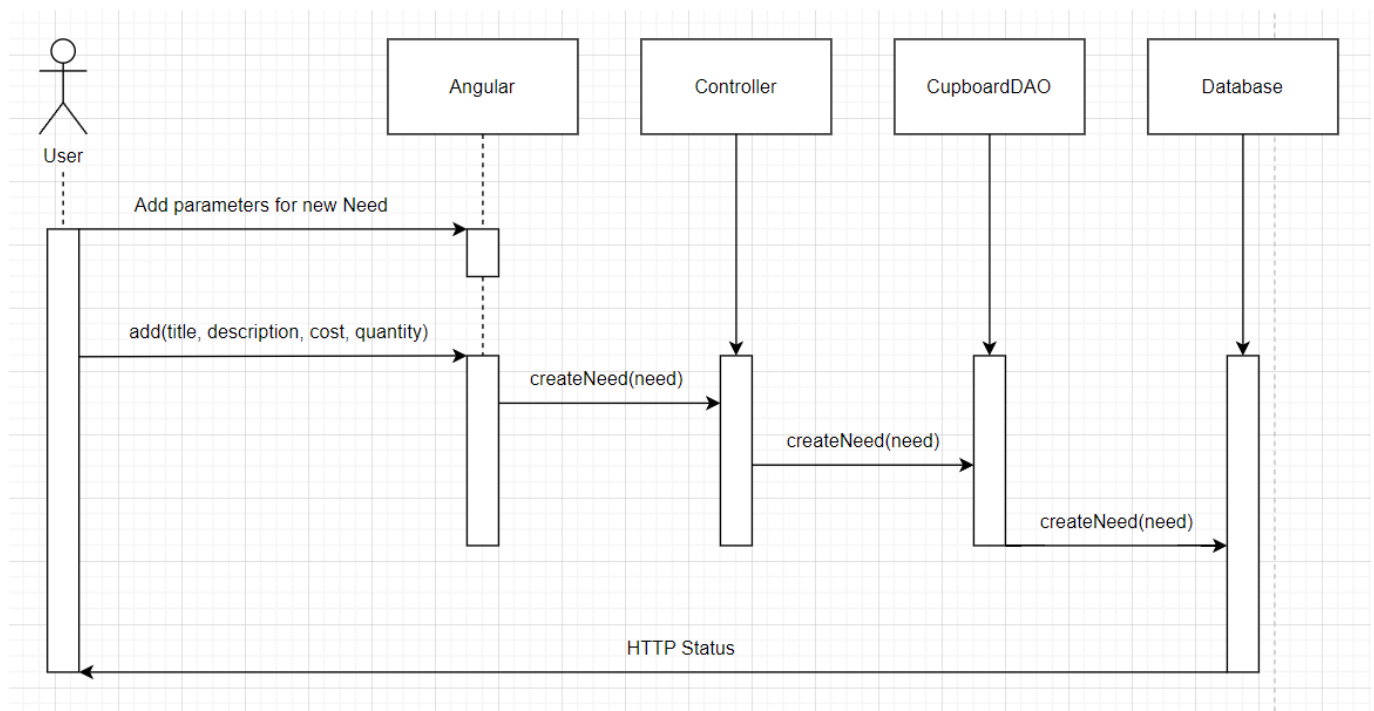 Angular
Controller
CupboardDAO
Database
User
Add parameters for new Need
add(title, description, cost, quantity)
createNeed(need)
createNeed(need)
createNeed(need)
HTTP Status